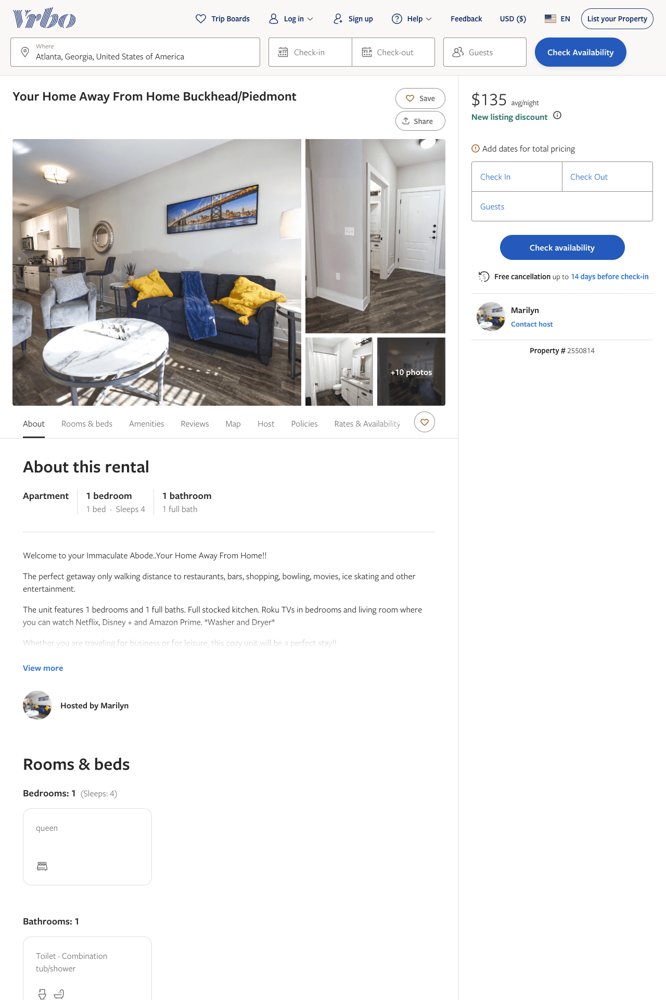 Vrbo
Trip Boards
Log in
Sign up
Help
Feedback
USD ($)
EN
List your Property
Where
Atlanta, Georgia, United States of America
Check-in
Check-out
Guests
Check Availability
Your Home Away From Home Buckhead/Piedmont
Save
Share
+10 photos
$135 avg/night
New listing discount
Add dates for total pricing
Check In
Check Out
Guests
Check availability
Free cancellation up to 14 days before check-in
Marilyn
Contact host
Property # 2550814
About
Rooms & beds
Amenities
Reviews
Map
Host
Policies
Rates & Availability
About this rental
Apartment
1 bedroom
1 bed · Sleeps 4
1 bathroom
1 full bath
Welcome to your Immaculate Abode..Your Home Away From Home!!
The perfect getaway only walking distance to restaurants, bars, shopping, bowling, movies, ice skating and other
entertainment.
The unit features 1 bedrooms and 1 full baths. Full stocked kitchen. Roku TVs in bedrooms and living room where
you can watch Netflix, Disney + and Amazon Prime. *Washer and Dryer*
Whether you are traveling for business or for leisure, this cozy unit will be a perfect stay!!
View more
Hosted by Marilyn
Rooms & beds
Bedrooms: 1 (Sleeps: 4)
queen
Bathrooms: 1
Toilet · Combination
tub/shower